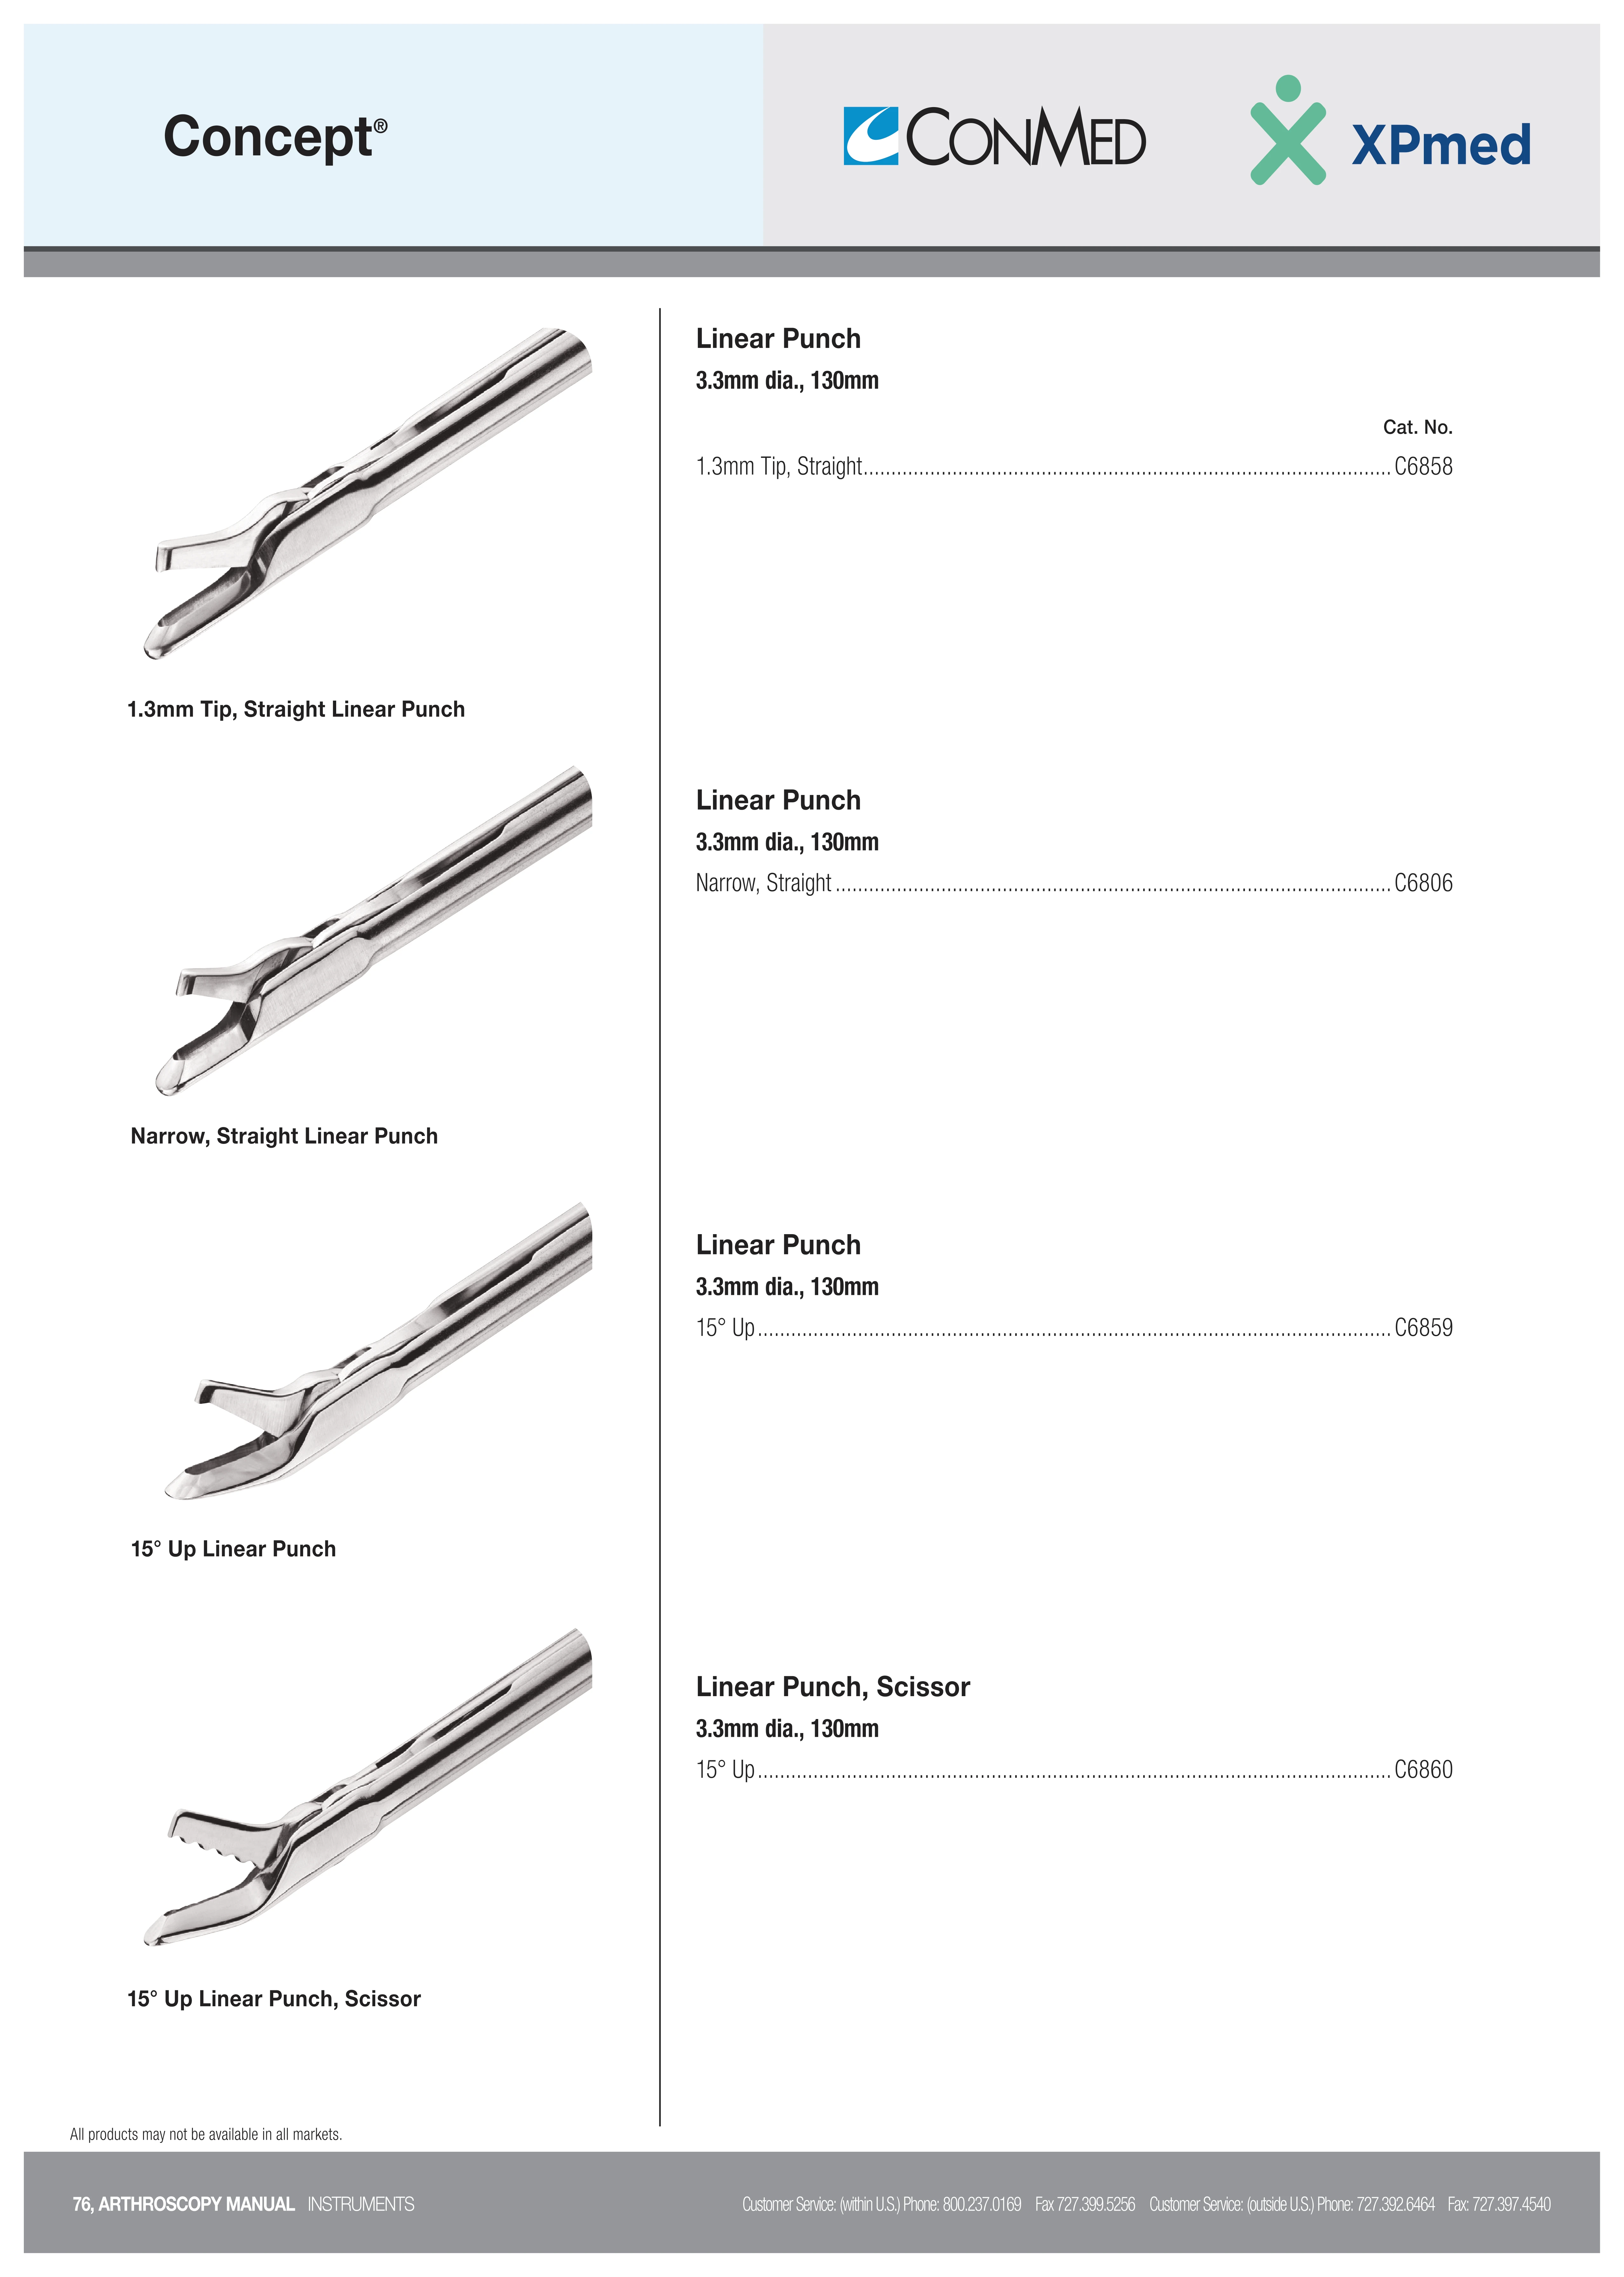 Concept®
CONMED
XPmed
Linear Punch
3.3mm dia., 130mm
Cat. No.
1.3mm Tip, Straight................................................................................................C6858
1.3mm Tip, Straight Linear Punch
Linear Punch
3.3mm dia., 130mm
Narrow, Straight .....................................................................................................C6806
Narrow, Straight Linear Punch
Linear Punch
3.3mm dia., 130mm
15° Up...................................................................................................................C6859
15° Up Linear Punch
Linear Punch, Scissor
3.3mm dia., 130mm
15° Up...................................................................................................................C6860
15° Up Linear Punch, Scissor
All products may not be available in all markets.
76, ARTHROSCOPY MANUAL INSTRUMENTS
Customer Service: (within U.S.) Phone: 800.237.0169 Fax 727.399.5256 Customer Service: (outside U.S.) Phone: 727.392.6464 Fax: 727.397.4540